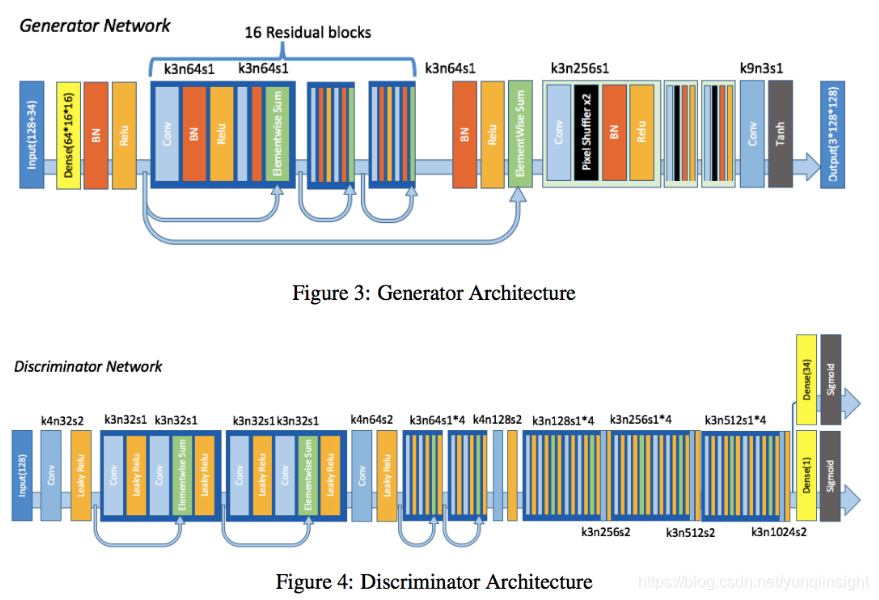 Generator Network
16 Residual blocks
k3n64s1
k3n64s1
k3n64s1
k3n256s1
k9n3s1
Input(128+34)
Dense(64*16*16)
BN
Relu
Conv
BN
Relu
Elementwise Sum
BN
Relu
ElementWise Sum
Conv
Pixel Shuffler x2
BN
Relu
Conv
Tanh
Output(3*128*128)
Figure 3: Generator Architecture
Discriminator Network
k4n32s2
k3n32s1
k3n32s1
k3n32s1
k3n32s1
k4n64s2
k3n64s1*4
k4n128s2
k3n128s1*4
k3n256s1*4
k3n512s1*4
Input(128)
Conv
Leaky Relu
Conv
Leaky Relu
Conv
Elementwise Sum
Leaky Relu
Conv
Leaky Relu
Conv
Elementwise Sum
Leaky Relu
Conv
Leaky Relu
Dense(34)
Sigmoid
Dense(1)
Sigmoid
k3n256s2
k3n512s2
k3n1024s2
Figure 4: Discriminator Architecture
https://blog.csdn.net/yunqiinsight